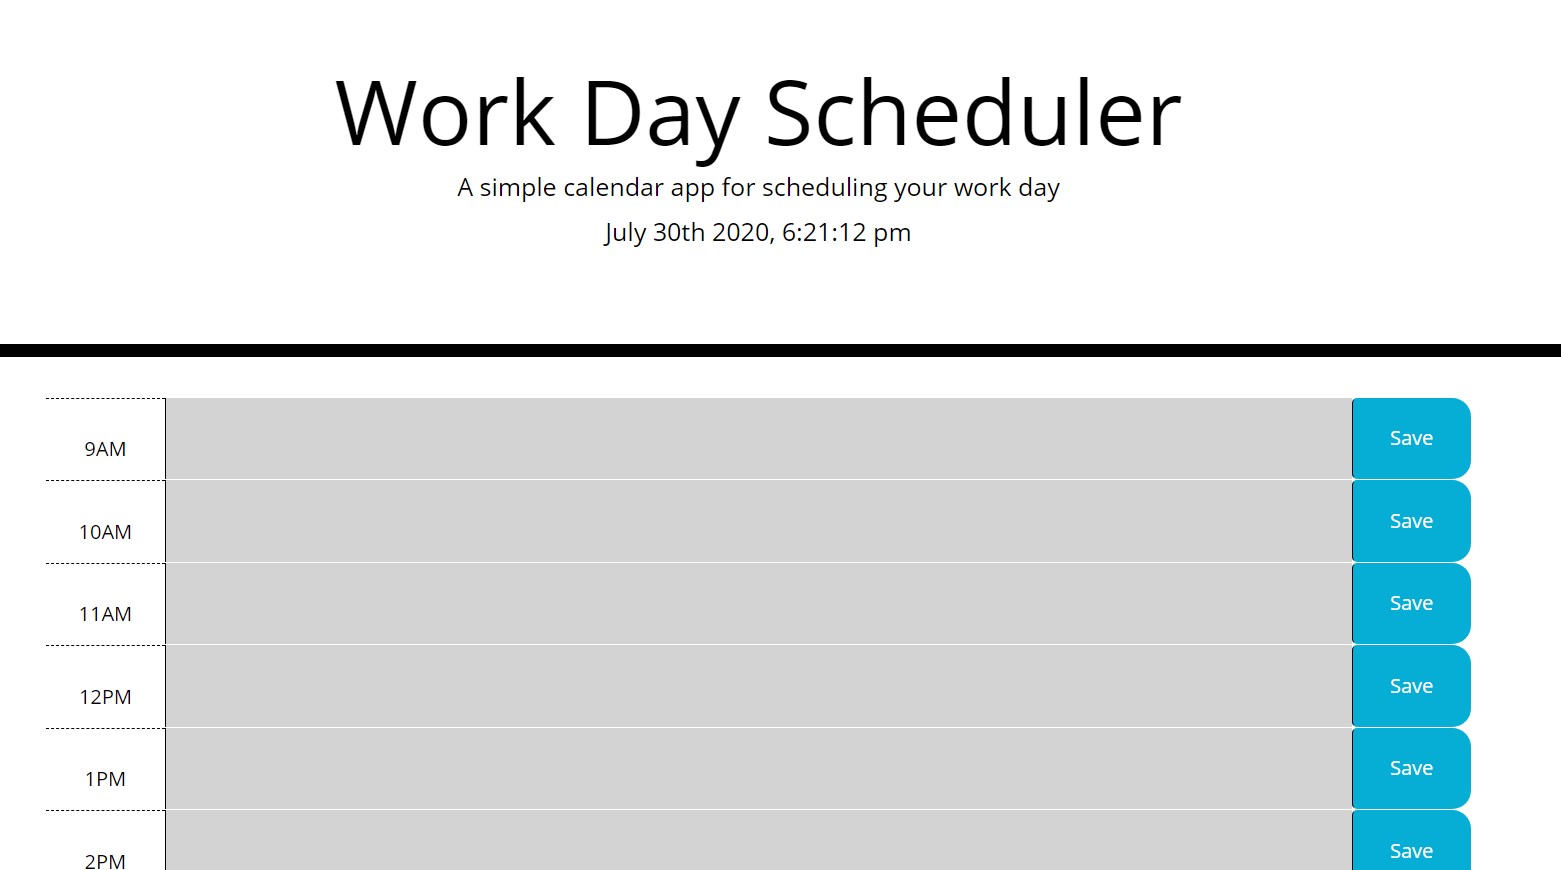 Work Day Scheduler
A simple calendar app for scheduling your work day
July 30th 2020, 6:21:12 pm
9AM Save
10AM Save
11AM Save
12PM Save
1PM Save
2PM Save